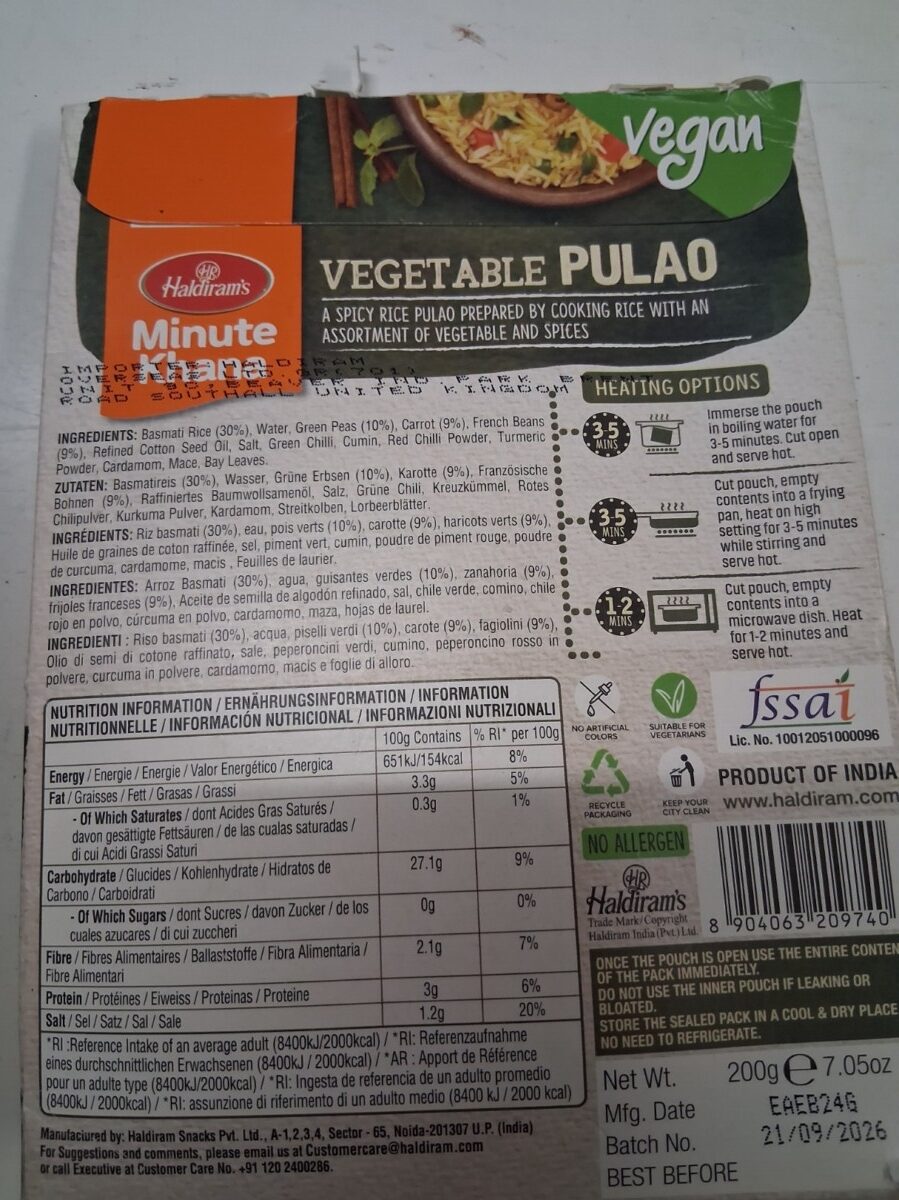 vegan
HR
Haldiram's
Minute
Khana
VEGETABLE PULAO
A SPICY RICE PULAO PREPARED BY COOKING RICE WITH AN
ASSORTMENT OF VEGETABLE AND SPICES
UNITED KINGDOM
INGREDIENTS: Basmati Rice (30%), Water, Green Peas (10%), Carrot (9%), French Beans
(9%), Refined Cotton Seed Oil, Salt, Green Chilli, Cumin, Red Chilli Powder, Turmeric
Powder, Cardamom, Mace, Bay Leaves.
ZUTATEN: Basmatireis (30%), Wasser, Grüne Erbsen (10%), Karotte (9%), Französische
Bohnen (9%), Raffiniertes Baumwollsamenöl, Salz, Grüne Chili, Kreuzkümmel, Rotes
Chilipulver, Kurkuma Pulver, Kardamom, Streitkolben, Lorbeerblätter.
INGRÉDIENTS: Riz basmati (30%), eau, pois verts (10%), carotte (9%), haricots verts (9%),
Huile de graines de coton raffinée, sel, piment vert, cumin, poudre de piment rouge, poudre
de curcuma, cardamome, macis , Feuilles de laurier.
INGREDIENTES: Arroz Basmati (30%), agua, guisantes verdes (10%), zanahoria (9%),
frijoles franceses (9%), Aceite de semilla de algodón refinado, sal, chile verde, comino, chile
rojo en polvo, cúrcuma en polvo, cardamomo, maza, hojas de laurel.
INGREDIENTI : Riso basmati (30%), acqua, piselli verdi (10%), carote (9%), fagiolini (9%),
Olio di semi di cotone raffinato, sale, peperoncini verdi, cumino, peperoncino rosso in
polvere, curcuma in polvere, cardamomo, macis e foglie di alloro.
HEATING OPTIONS
3-5
MINS
Immerse the pouch
in boiling water for
3-5 minutes. Cut open
and serve hot.
3-5
MINS
Cut pouch, empty
contents into a frying
pan, heat on high
setting for 3-5 minutes
while stirring and
serve hot.
1-2
MINS
Cut pouch, empty
contents into a
microwave dish. Heat
for 1-2 minutes and
serve hot.
NUTRITION INFORMATION / ERNÄHRUNGSINFORMATION / INFORMATION
NUTRITIONNELLE / INFORMACIÓN NUTRICIONAL / INFORMAZIONI NUTRIZIONALI
100g Contains % RI* per 100g
Energy / Energie / Energie / Valor Energético / Energica 651kJ/154kcal 8%
Fat / Graisses / Fett / Grasas / Grassi 3.3g 5%
- Of Which Saturates / dont Acides Gras Saturés / 0.3g 1%
davon gesättigte Fettsäuren / de las cualas saturadas /
di cui Acidi Grassi Saturi
Carbohydrate / Glucides / Kohlenhydrate / Hidratos de 27.1g 9%
Carbono / Carboidrati
- Of Which Sugars / dont Sucres / davon Zucker / de los 0g 0%
cuales azucares / di cui zuccheri
Fibre / Fibres Alimentaires / Ballaststoffe / Fibra Alimentaria / 2.1g 7%
Fibre Alimentari
Protein / Protéines / Eiweiss / Proteinas / Proteine 3g 6%
Salt / Sel / Satz / Sal / Sale 1.2g 20%
*RI :Reference Intake of an average adult (8400kJ/2000kcal) / *RI: Referenzaufnahme
eines durchschnittlichen Erwachsenen (8400kJ / 2000kcal) / *AR : Apport de Référence
pour un adulte type (8400kJ/2000kcal) / *RI: Ingesta de referencia de un adulto promedio
(8400kJ / 2000kcal) / *RI: assunzione di riferimento di un adulto medio (8400 kJ / 2000 kcal)
Manufactured by: Haldiram Snacks Pvt. Ltd., A-1,2,3,4, Sector - 65, Noida-201307 U.P. (India)
For Suggestions and comments, please email us at Customercare@haldiram.com
or call Executive at Customer Care No. +91 120 2400286.
NO ARTIFICIAL
COLORS
SUITABLE FOR
VEGETARIANS
fssai
Lic. No. 10012051000096
RECYCLE
PACKAGING
KEEP YOUR
CITY CLEAN
PRODUCT OF INDIA
www.haldiram.com
NO ALLERGEN
HR
Haldiram's
Trade Mark/Copyright
Haldiram India (Pvt.) Ltd.
8 904063 209740
ONCE THE POUCH IS OPEN USE THE ENTIRE CONTEN
OF THE PACK IMMEDIATELY.
DO NOT USE THE INNER POUCH IF LEAKING OR
BLOATED.
STORE THE SEALED PACK IN A COOL & DRY PLACE
NO NEED TO REFRIGERATE.
Net Wt. 200g e 7.05oz
Mfg. Date EAEB24G
Batch No. 21/09/2026
BEST BEFORE